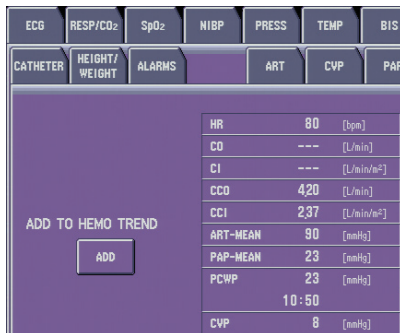 ECG RESP/CO2 SpO2 NIBP PRESS TEMP BIS
CATHETER HEIGHT/ WEIGHT ALARMS ART CVP PAP
HR 80 [bpm]
CO --- [L/min]
CI --- [L/min/m²]
CCO 4.20 [L/min]
CCI 2.37 [L/min/m²]
ADD TO HEMO TREND
ADD
ART-MEAN 90 [mmHg]
PAP-MEAN 23 [mmHg]
PCWP 23 [mmHg]
10:50
CVP 8 [mmHg]